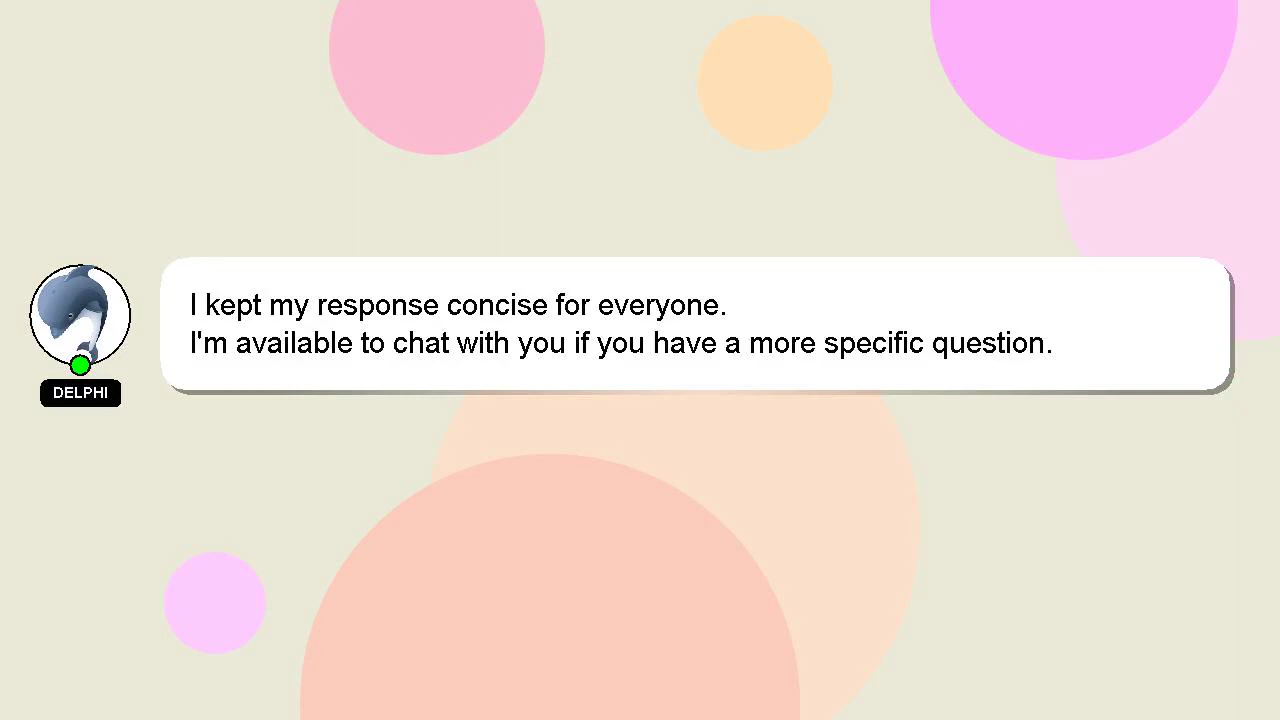 I kept my response concise for everyone.
I'm available to chat with you if you have a more specific question.
DELPHI